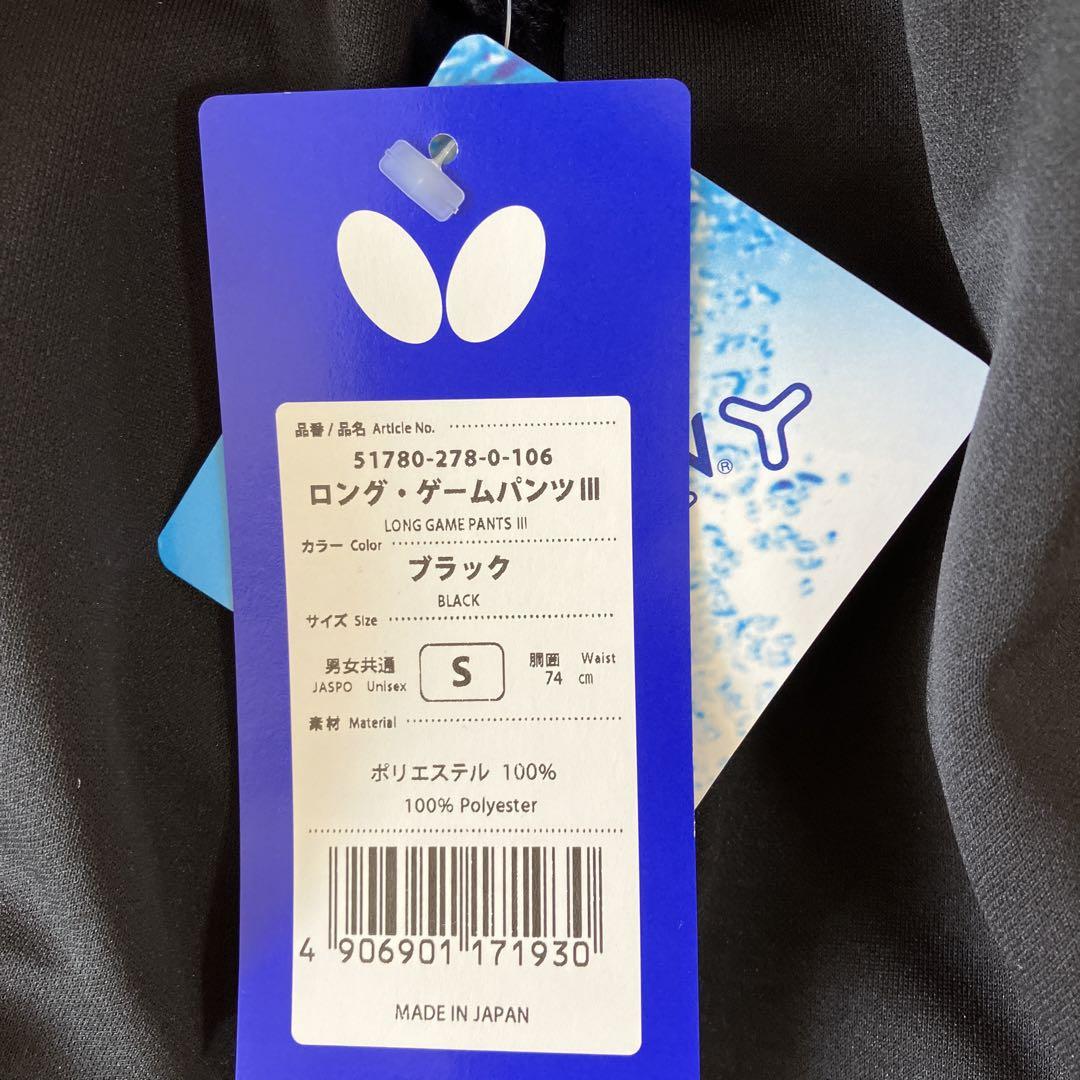 品番 / 品名 Article No.
51780-278-0-106
ロング・ゲームパンツIII
LONG GAME PANTS III
カラー Color
ブラック
BLACK
サイズ Size
男女共通 S 胴囲 Waist
JASPO Unisex 74 cm
素材 Material
ポリエステル 100%
100% Polyester
4 906901 171930
MADE IN JAPAN
Y
®